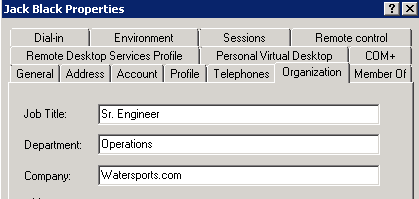 Jack Black Properties
Dial-in Environment Sessions Remote control
Remote Desktop Services Profile Personal Virtual Desktop COM+
General Address Account Profile Telephones Organization Member Of
Job Title: Sr. Engineer
Department: Operations
Company: Watersports.com